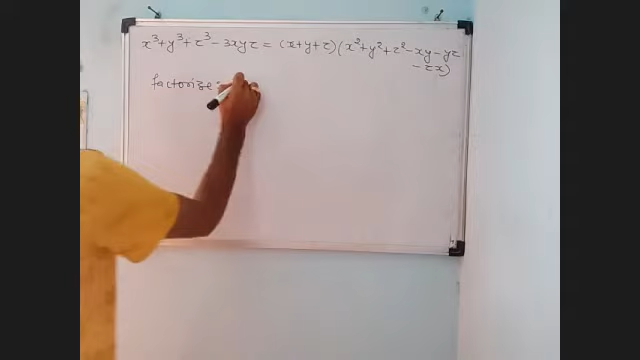 x³+y³+z³-3xyz = (x+y+z)(x²+y²+z²-xy-yz
-zx)
factorize